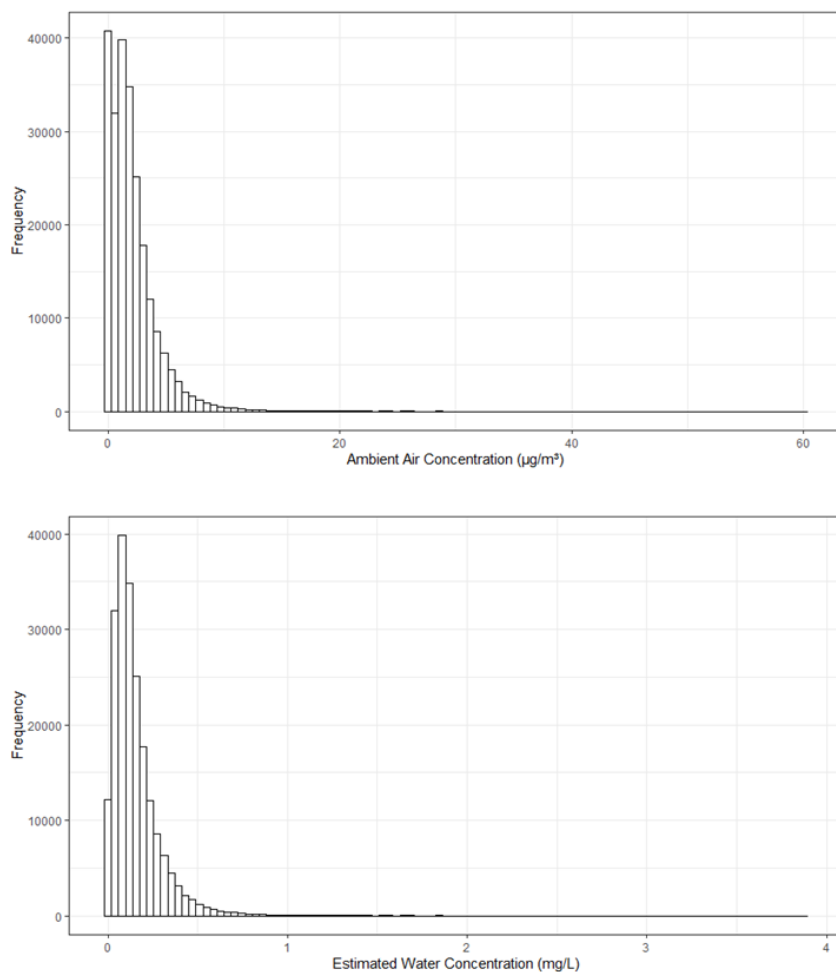 40000
30000
20000
10000
0
Frequency
0 20 40 60
Ambient Air Concentration (µg/m³)
40000
30000
20000
10000
0
Frequency
0 1 2 3 4
Estimated Water Concentration (mg/L)